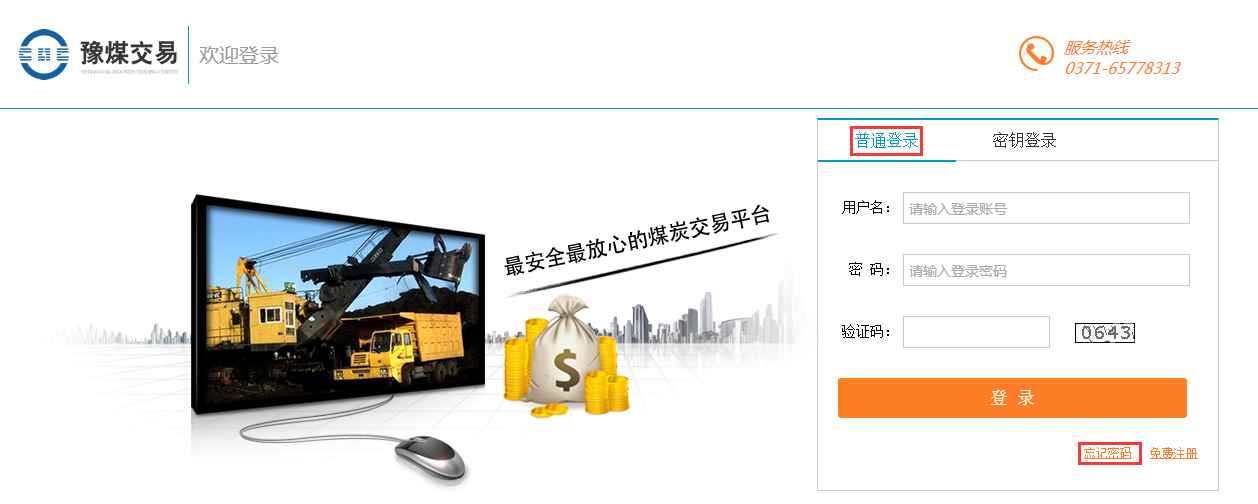 豫煤交易
HENAN COAL INDUSTRY TRADING CENTER
欢迎登录
服务热线
0371-65778313
普通登录
密钥登录
用户名：
请输入登录账号
密 码：
请输入登录密码
验证码：
0643
登 录
忘记密码
免费注册
最安全最放心的煤炭交易平台
$